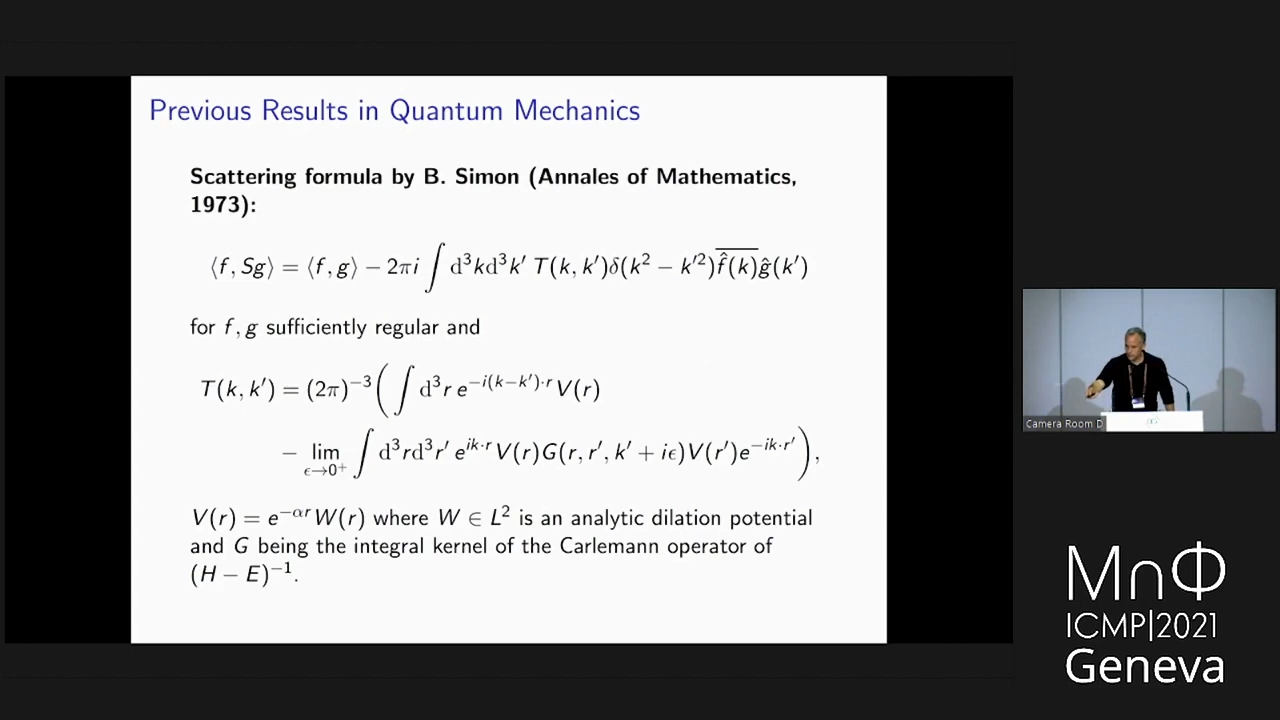 Previous Results in Quantum Mechanics
Scattering formula by B. Simon (Annales of Mathematics,
1973):
⟨f, Sg⟩ = ⟨f, g⟩ − 2πi ∫ d³kd³k′ T(k, k′)δ(k² − k′²)\overline{f̂(k)}ĝ(k′)
for f, g sufficiently regular and
T(k, k′) = (2π)⁻³( ∫ d³r e^{−i(k−k′)·r} V(r)
− lim_{ϵ→0⁺} ∫ d³rd³r′ e^{ik·r} V(r)G(r, r′, k′ + iϵ)V(r′)e^{−ik·r′} ),
V(r) = e^{−αr} W(r) where W ∈ L² is an analytic dilation potential
and G being the integral kernel of the Carlemann operator of
(H − E)⁻¹.
Camera Room D
M∩Φ
ICMP|2021
Geneva